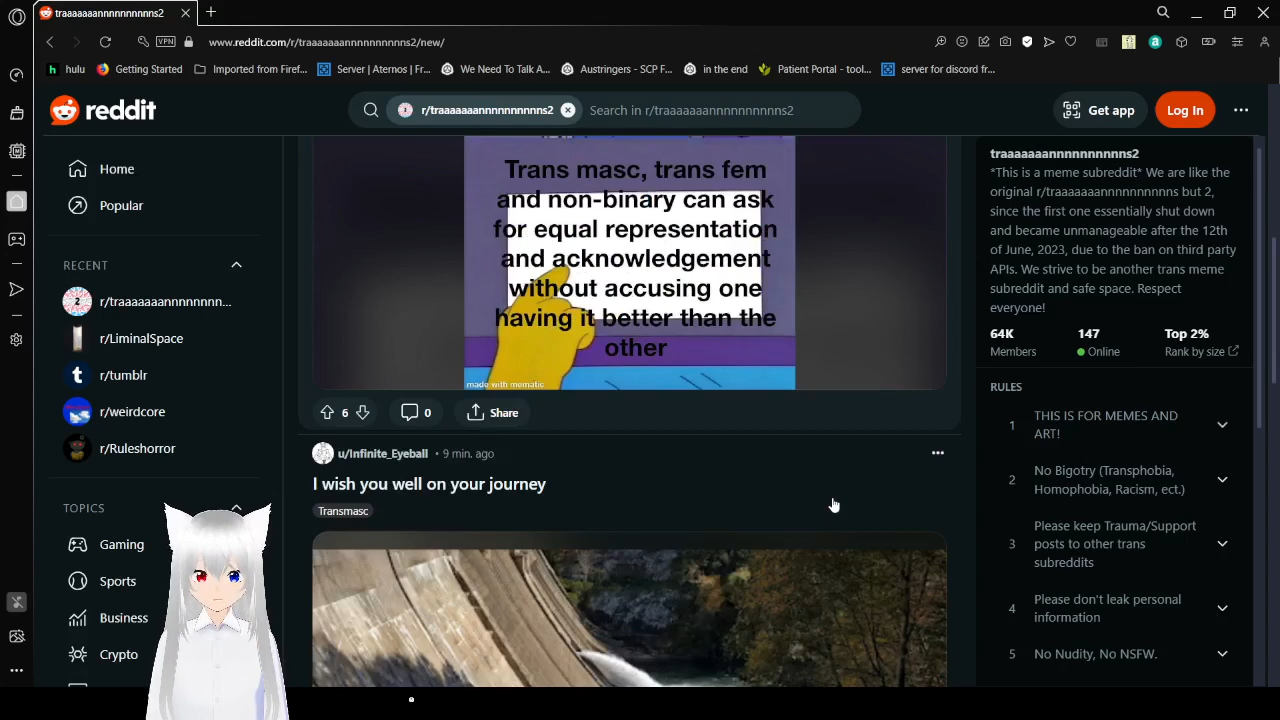 traaaaaaannnnnnnnnns2
www.reddit.com/r/traaaaaaannnnnnnnnns2/new/
VPN
hulu
Getting Started
Imported from Firef...
Server | Aternos | Fr...
We Need To Talk A...
Austringers - SCP F...
in the end
Patient Portal - tool...
server for discord fr...
reddit
r/traaaaaaannnnnnnnnns2
Search in r/traaaaaaannnnnnnnnns2
Get app
Log In
Home
Popular
RECENT
r/traaaaaaannnnnnn...
r/LiminalSpace
r/tumblr
r/weirdcore
r/Ruleshorror
TOPICS
Gaming
Sports
Business
Crypto
Trans masc, trans fem
and non-binary can ask
for equal representation
and acknowledgement
without accusing one
having it better than the
other
made with mematic
6
0
Share
u/Infinite_Eyeball • 9 min. ago
I wish you well on your journey
Transmasc
traaaaaaannnnnnnnnns2
*This is a meme subreddit* We are like the
original r/traaaaaaannnnnnnnnns but 2,
since the first one essentially shut down
and became unmanageable after the 12th
of June, 2023, due to the ban on third party
APIs. We strive to be another trans meme
subreddit and safe space. Respect
everyone!
64K
Members
147
Online
Top 2%
Rank by size
RULES
1
THIS IS FOR MEMES AND
ART!
2
No Bigotry (Transphobia,
Homophobia, Racism, ect.)
3
Please keep Trauma/Support
posts to other trans
subreddits
4
Please don't leak personal
information
5
No Nudity, No NSFW.